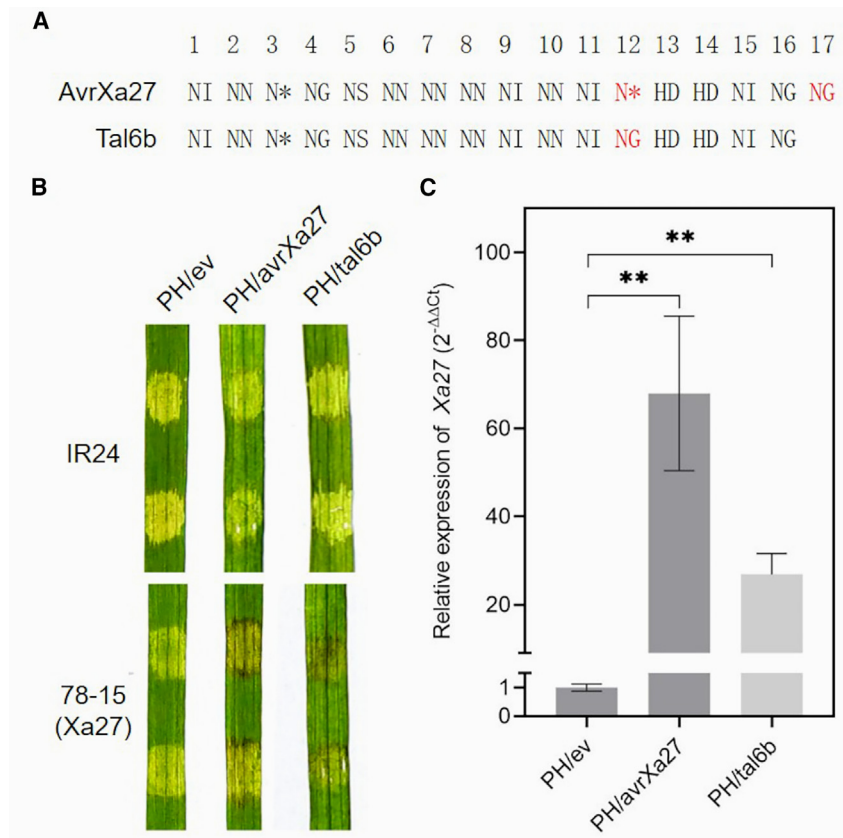 A
1 2 3 4 5 6 7 8 9 10 11 12 13 14 15 16 17
AvrXa27 NI NN N* NG NS NN NN NN NI NN NI N* HD HD NI NG NG
Tal6b NI NN N* NG NS NN NN NN NI NN NI NG HD HD NI NG
B
PH/ev PH/avrXa27 PH/tal6b
IR24
78-15
(Xa27)
C
Relative expression of Xa27 (2-ΔΔCt)
100
80
60
40
20
1
0
**
**
PH/ev PH/avrXa27 PH/tal6b